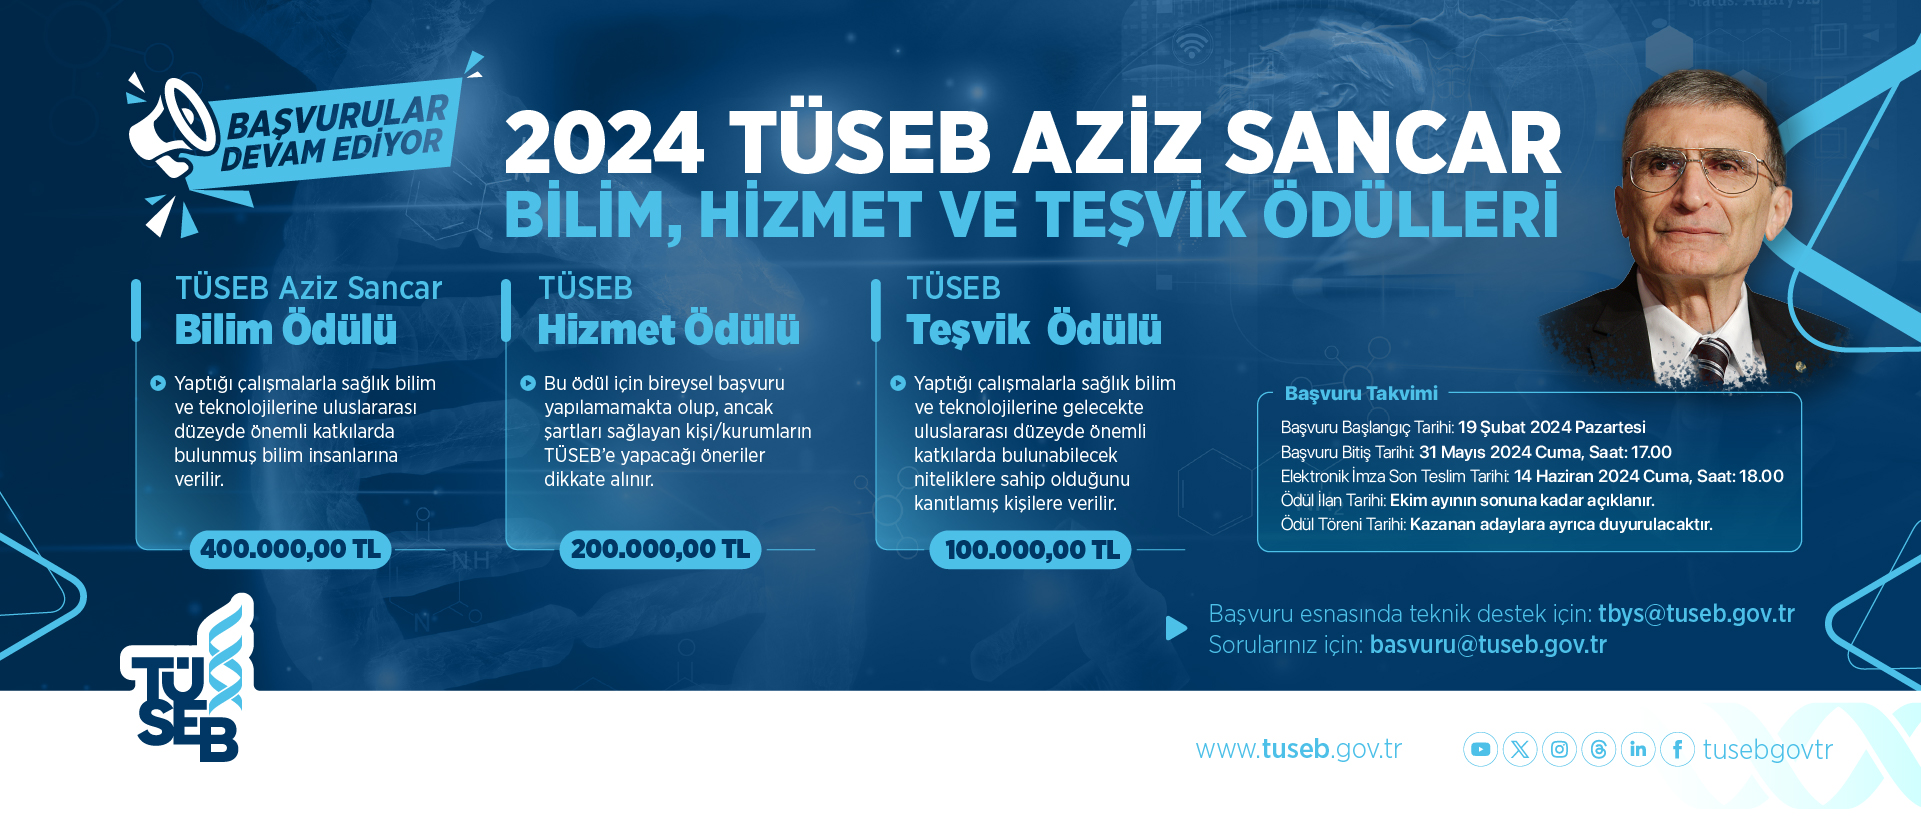 Status: Analysis
BAŞVURULAR
DEVAM EDİYOR
2024 TÜSEB AZİZ SANCAR
BİLİM, HİZMET VE TEŞVİK ÖDÜLLERİ
TÜSEB Aziz Sancar
Bilim Ödülü
Yaptığı çalışmalarla sağlık bilim
ve teknolojilerine uluslararası
düzeyde önemli katkılarda
bulunmuş bilim insanlarına
verilir.
400.000,00 TL
TÜSEB
Hizmet Ödülü
Bu ödül için bireysel başvuru
yapılamamakta olup, ancak
şartları sağlayan kişi/kurumların
TÜSEB’e yapacağı öneriler
dikkate alınır.
200.000,00 TL
TÜSEB
Teşvik Ödülü
Yaptığı çalışmalarla sağlık bilim
ve teknolojilerine gelecekte
uluslararası düzeyde önemli
katkılarda bulunabilecek
niteliklere sahip olduğunu
kanıtlamış kişilere verilir.
100.000,00 TL
Başvuru Takvimi
Başvuru Başlangıç Tarihi: 19 Şubat 2024 Pazartesi
Başvuru Bitiş Tarihi: 31 Mayıs 2024 Cuma, Saat: 17.00
Elektronik İmza Son Teslim Tarihi: 14 Haziran 2024 Cuma, Saat: 18.00
Ödül İlan Tarihi: Ekim ayının sonuna kadar açıklanır.
Ödül Töreni Tarihi: Kazanan adaylara ayrıca duyurulacaktır.
Başvuru esnasında teknik destek için: tbys@tuseb.gov.tr
Sorularınız için: basvuru@tuseb.gov.tr
TÜ
SEB
www.tuseb.gov.tr
tusebgovtr